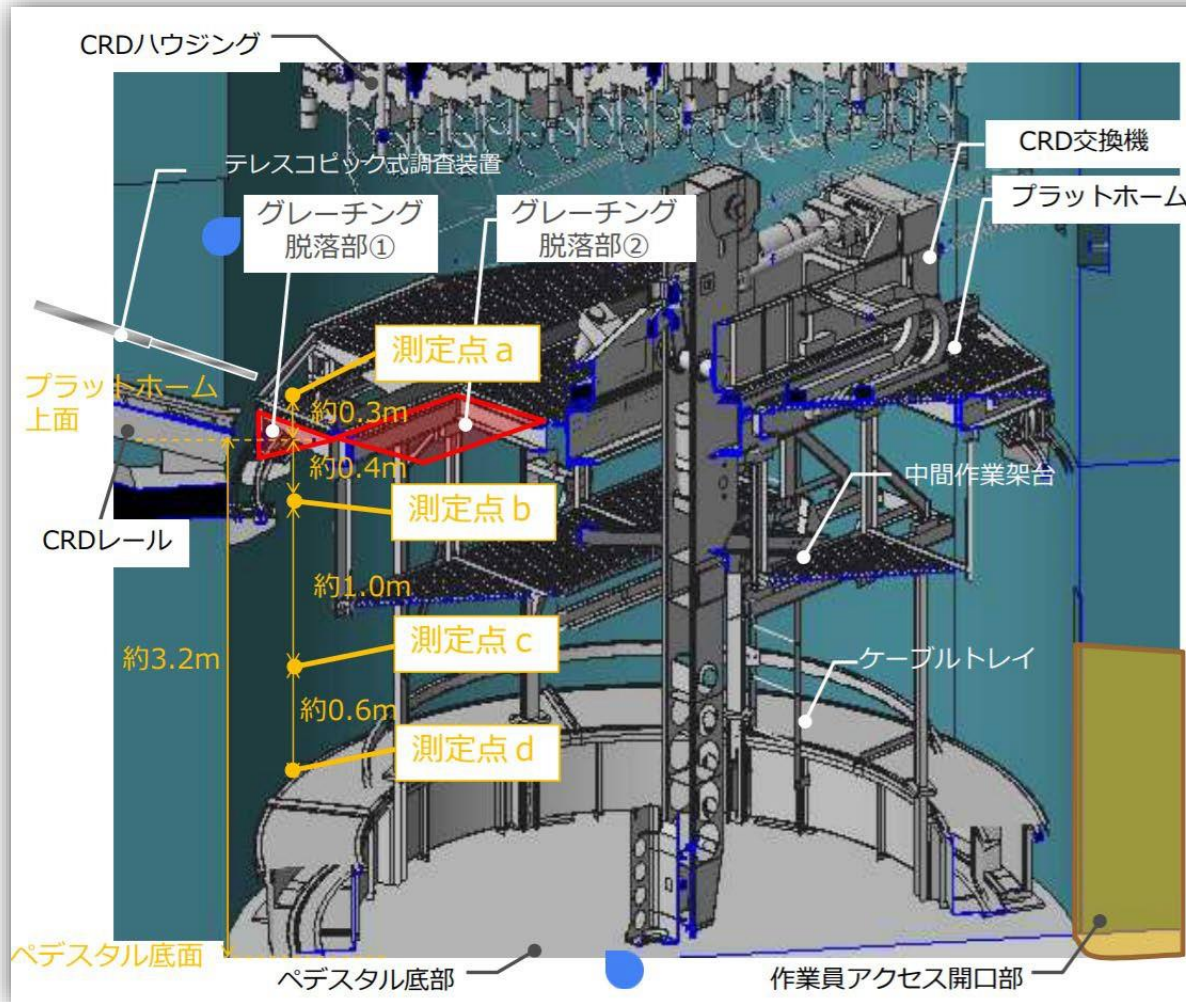 CRDハウジング
テレスコピック式調査装置
CRD交換機
プラットホーム
グレーチング
脱落部①
グレーチング
脱落部②
測定点a
プラットホーム
上面
約0.3m
約0.4m
中間作業架台
測定点b
CRDレール
約1.0m
測定点c
約3.2m
ケーブルトレイ
約0.6m
測定点d
ペデスタル底面
ペデスタル底部
作業員アクセス開口部